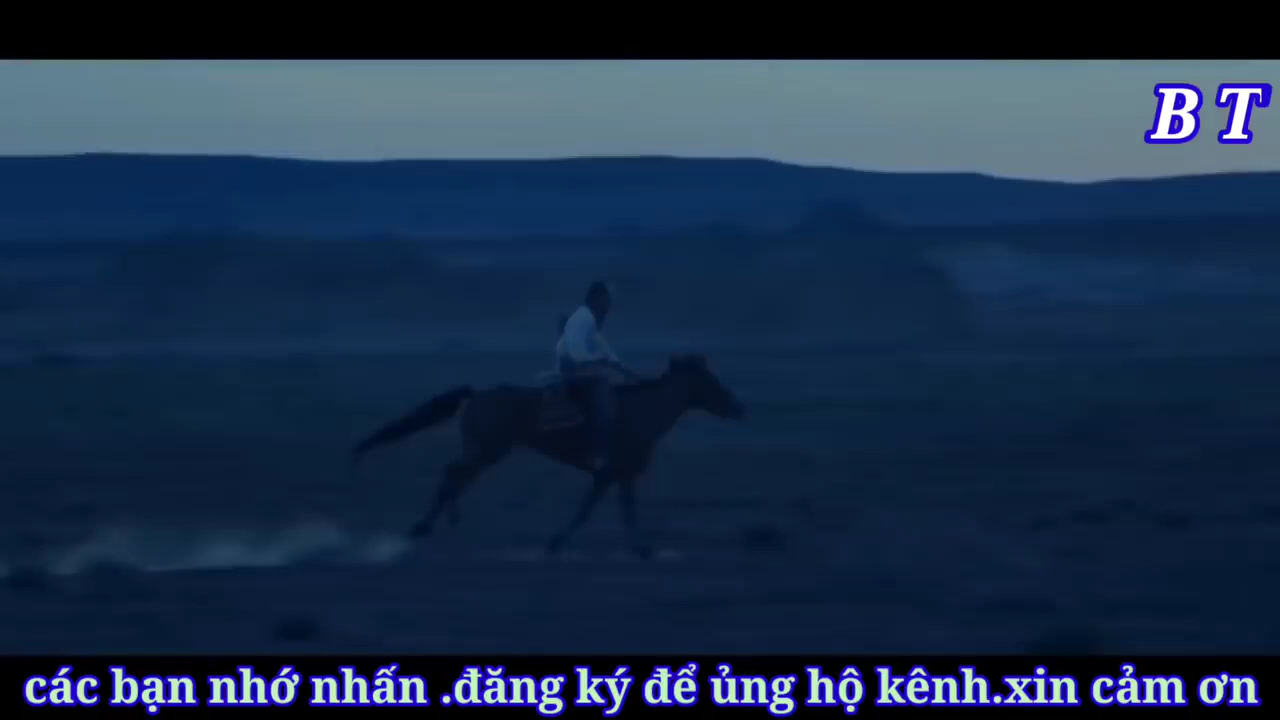 B T
các bạn nhớ nhấn .đăng ký để ủng hộ kênh.xin cảm ơn